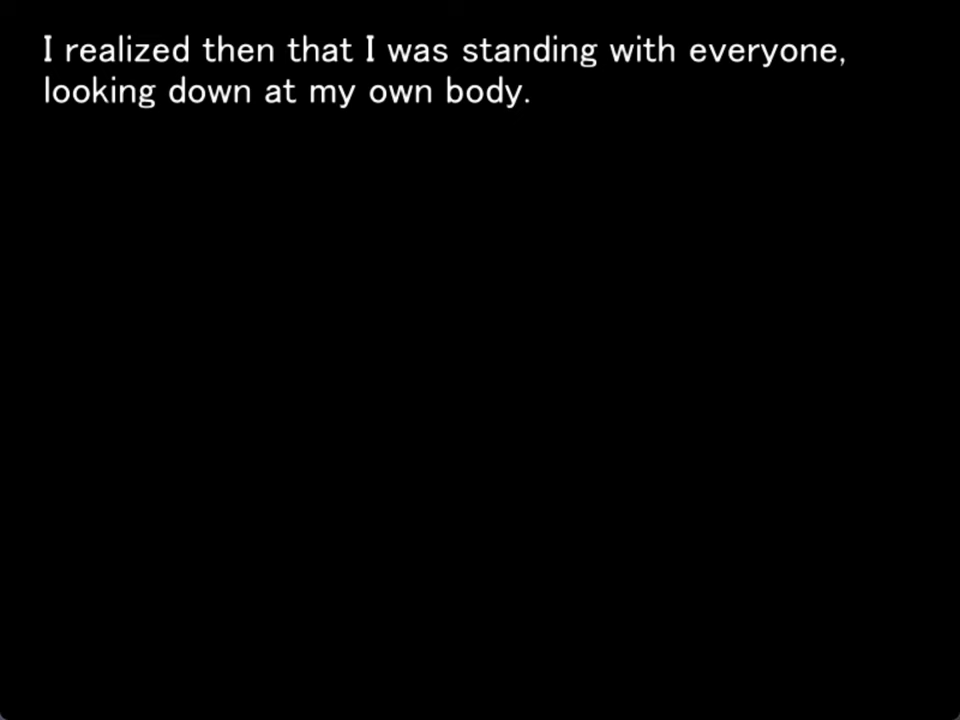 I realized then that I was standing with everyone,
looking down at my own body.